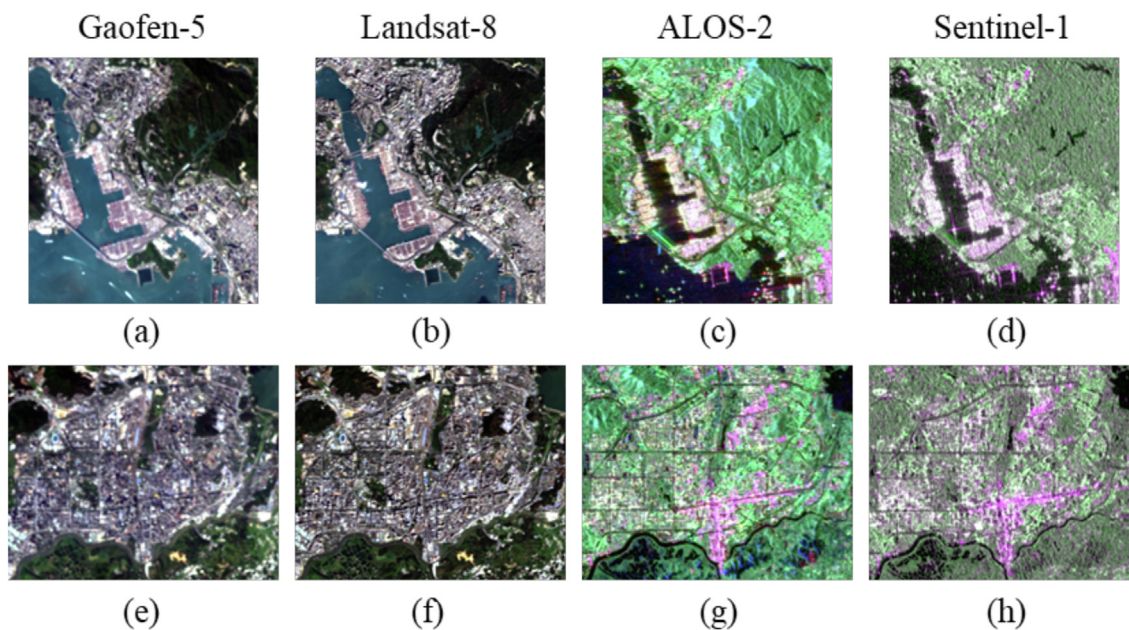 Gaofen-5 Landsat-8 ALOS-2 Sentinel-1
(a) (b) (c) (d)
(e) (f) (g) (h)